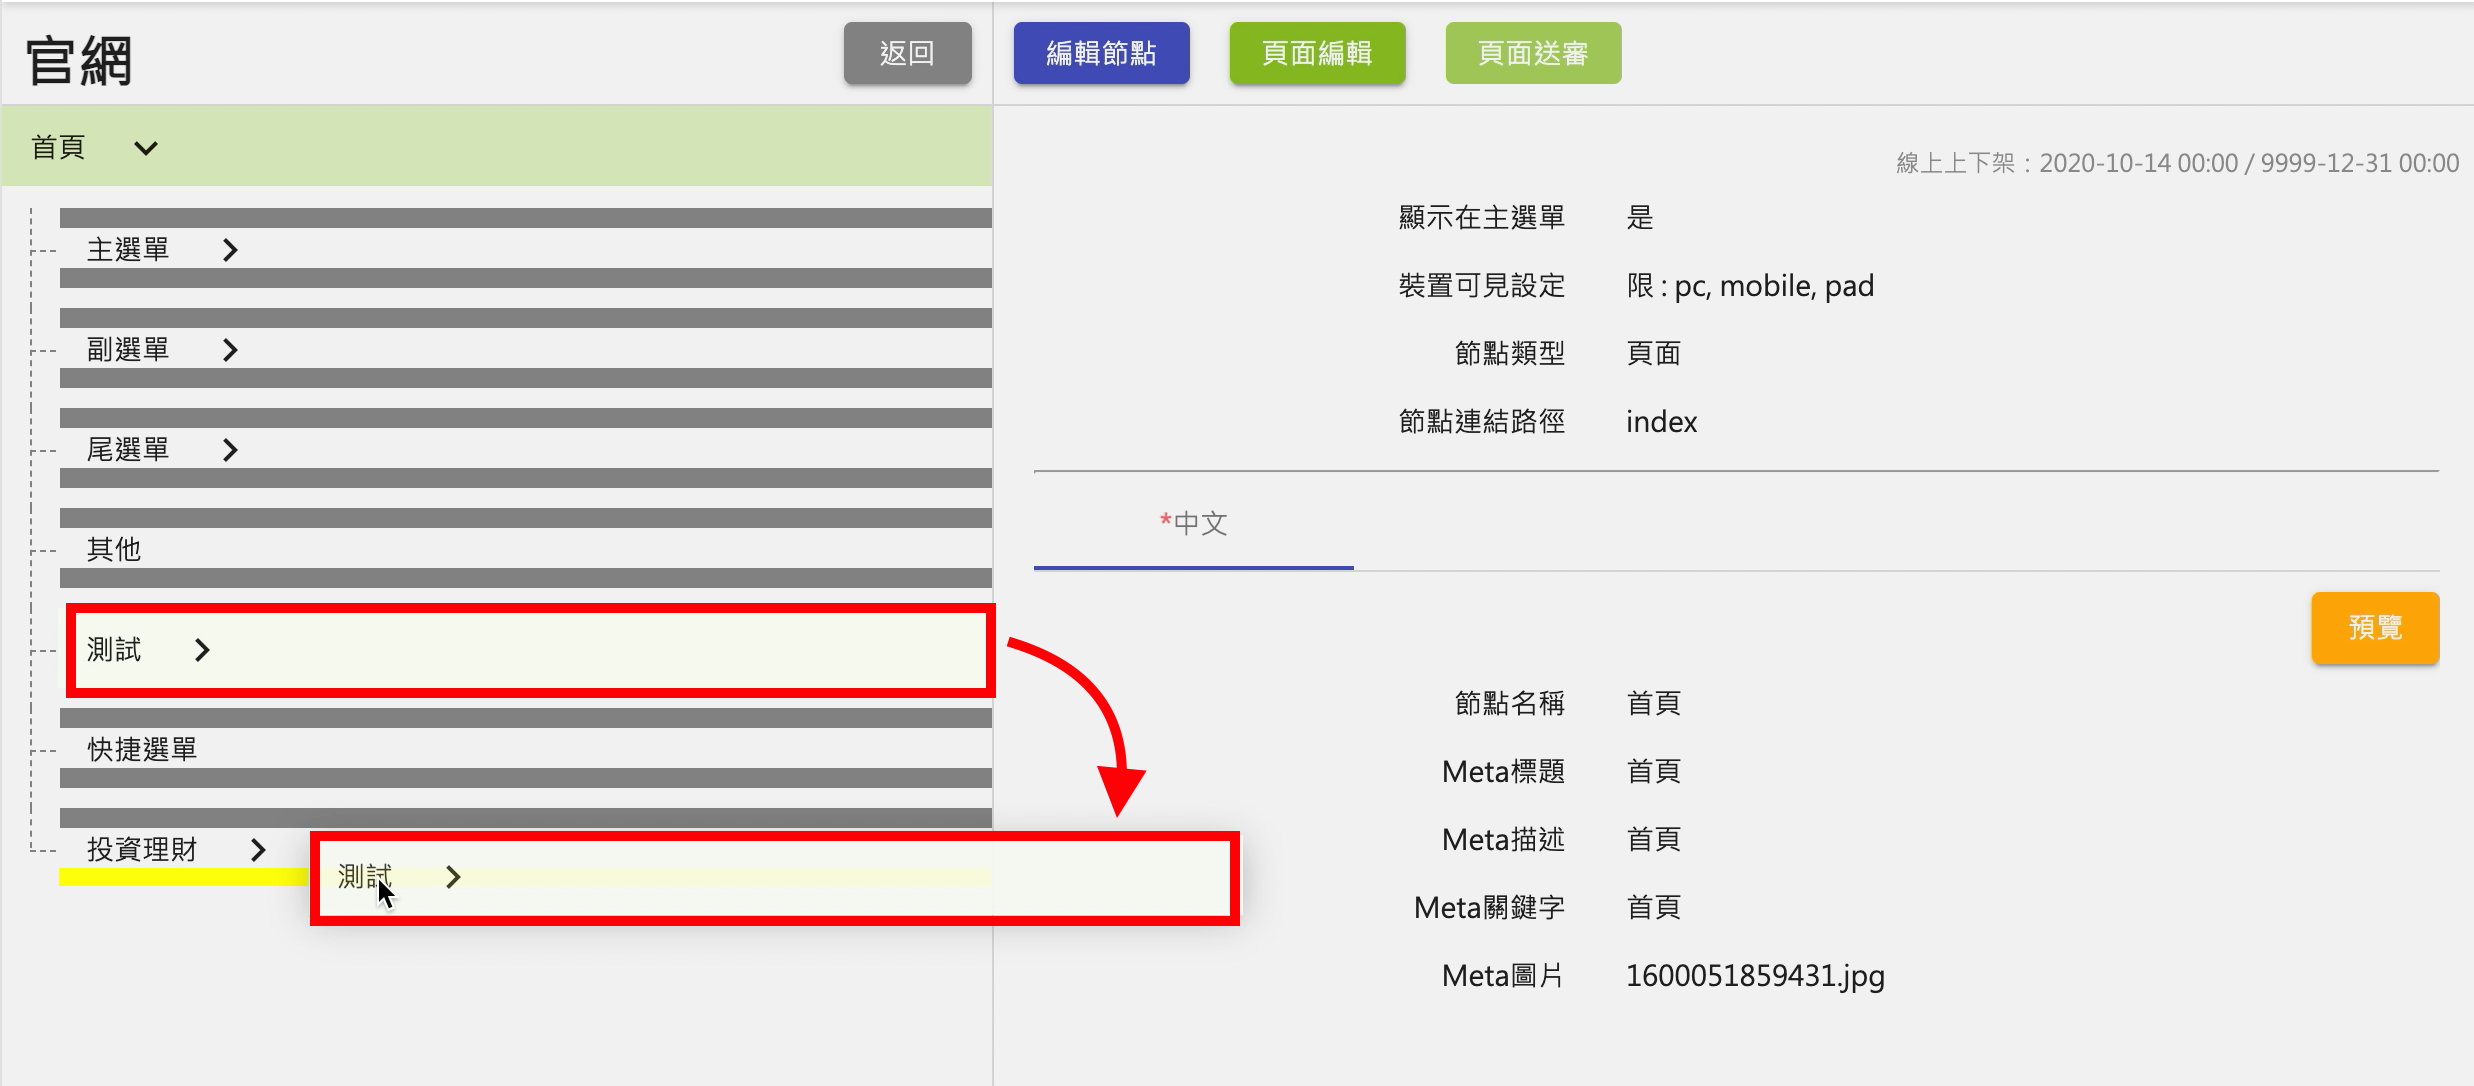 官網
返回
編輯節點
頁面編輯
頁面送審
首頁
主選單
副選單
尾選單
其他
測試
快捷選單
投資理財
測試
線上上下架：2020-10-14 00:00 / 9999-12-31 00:00
顯示在主選單 是
裝置可見設定 限 : pc, mobile, pad
節點類型 頁面
節點連結路徑 index
*中文
預覽
節點名稱 首頁
Meta標題 首頁
Meta描述 首頁
Meta關鍵字 首頁
Meta圖片 1600051859431.jpg